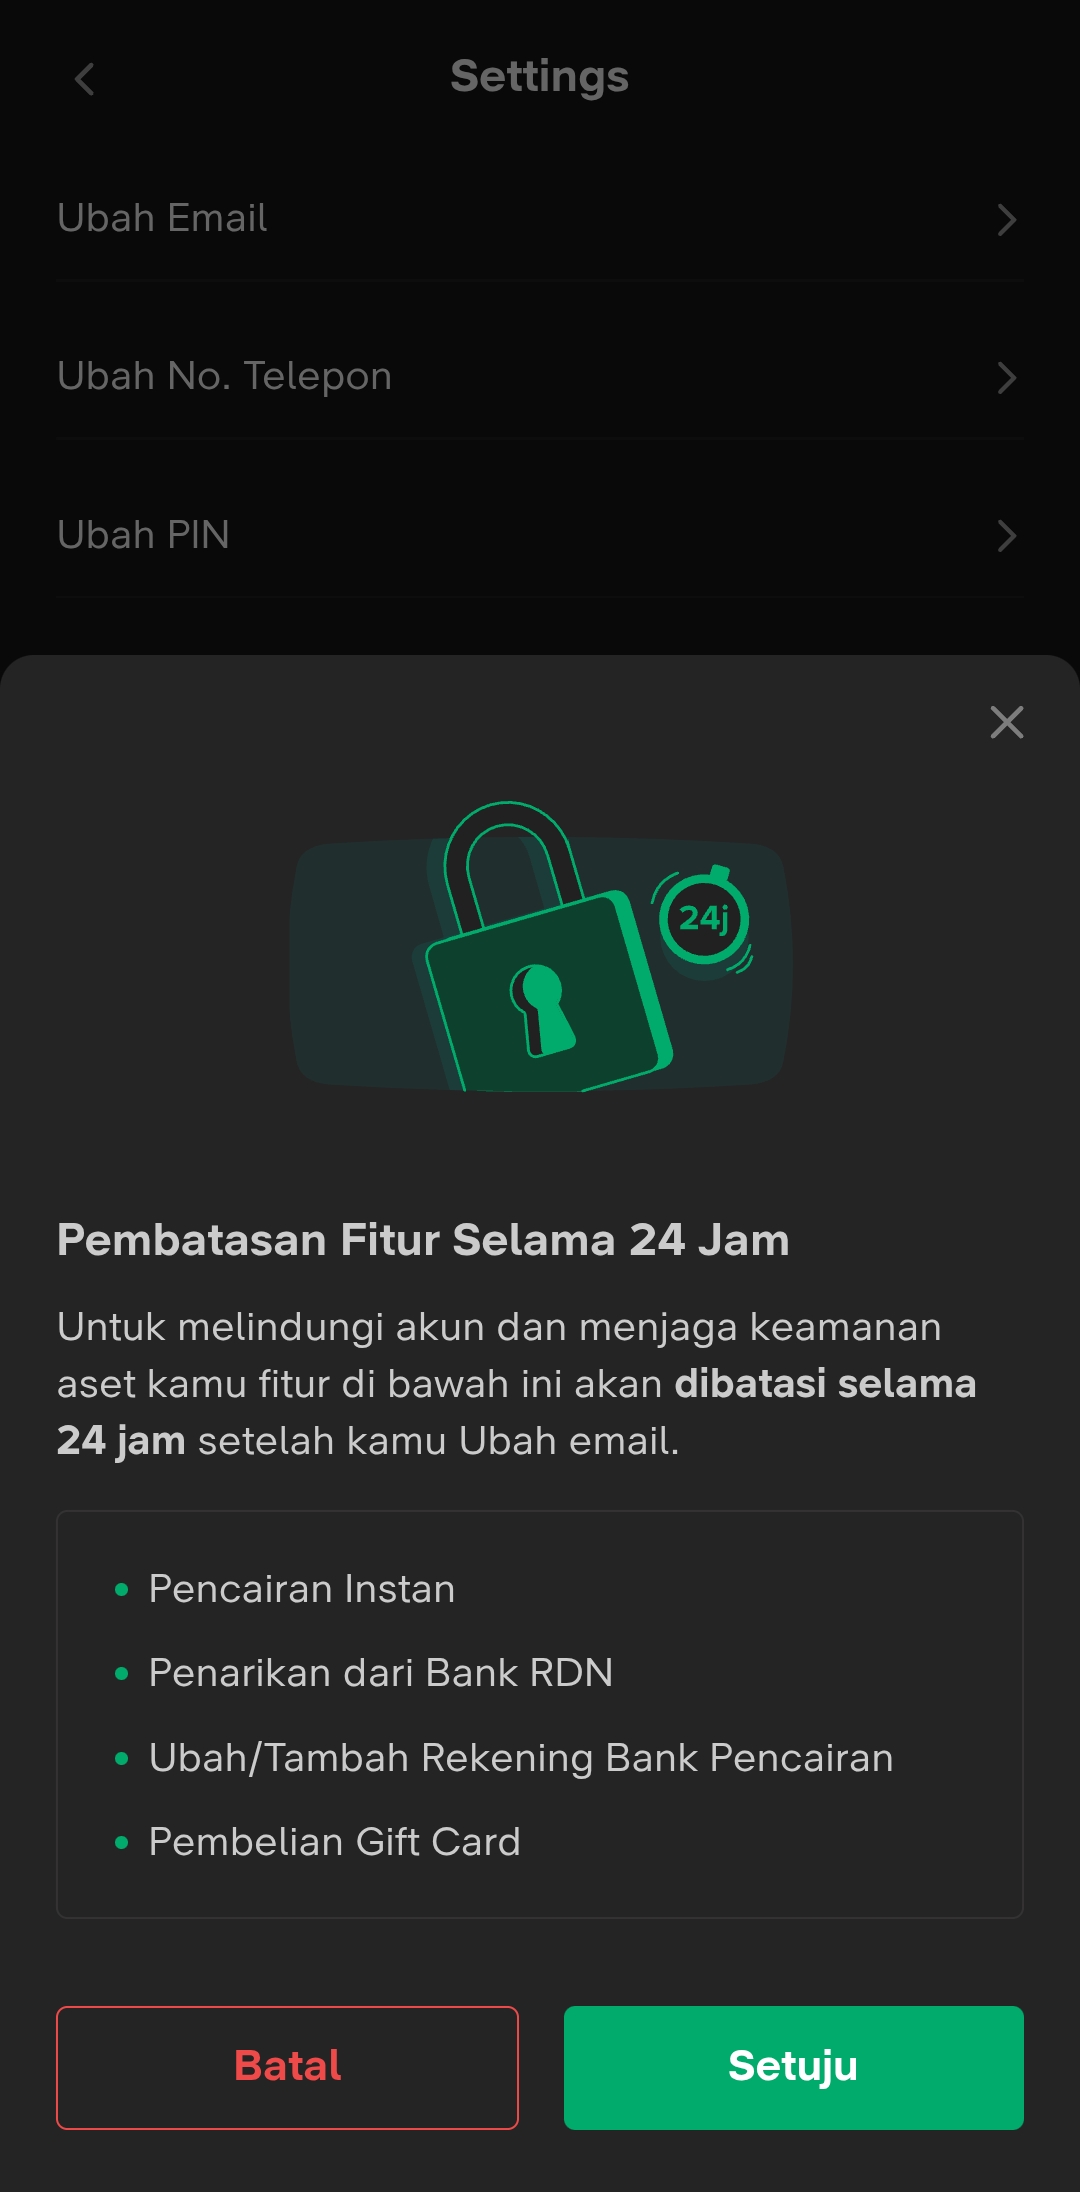 Settings
Ubah Email
Ubah No. Telepon
Ubah PIN
24j
Pembatasan Fitur Selama 24 Jam
Untuk melindungi akun dan menjaga keamanan
aset kamu fitur di bawah ini akan dibatasi selama
24 jam setelah kamu Ubah email.
Pencairan Instan
Penarikan dari Bank RDN
Ubah/Tambah Rekening Bank Pencairan
Pembelian Gift Card
Batal
Setuju